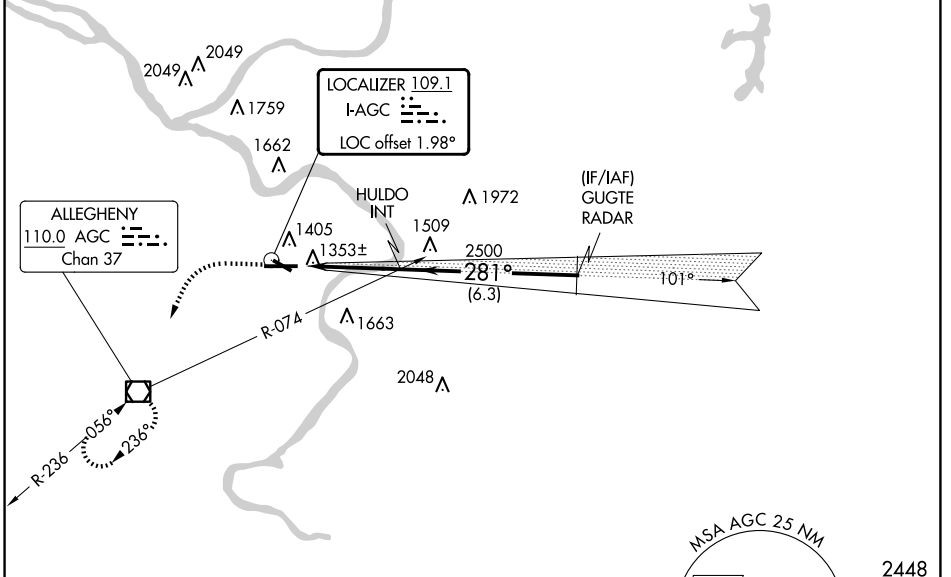 2049
2049
1759
1662
LOCALIZER 109.1
I-AGC
LOC offset 1.98°
HULDO
INT
1972
(IF/IAF)
GUGTE
RADAR
ALLEGHENY
110.0 AGC
Chan 37
1405
1353±
1509
2500
281°
(6.3)
101°
R-074
1663
2048
R-236
056°
236°
MSA AGC 25 NM
2448